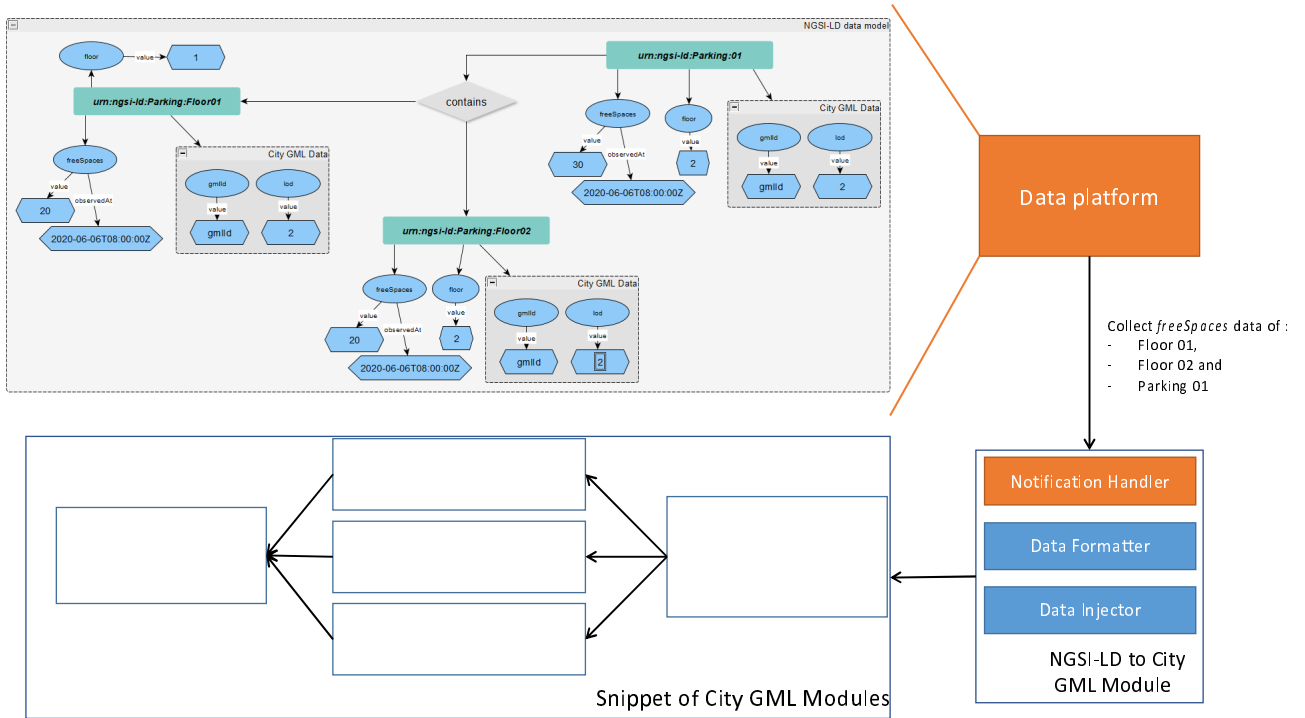 NGSI-LD data model
floor
value
1
urn:ngsi-ld:Parking:Floor01
freeSpaces
value
observedAt
20
2020-06-06T08:00:00Z
City GML Data
gmlId
lod
value
value
gmlId
2
contains
urn:ngsi-ld:Parking:01
freeSpaces
floor
value
observedAt
value
30
2
2020-06-06T08:00:00Z
City GML Data
gmlId
lod
value
value
gmlId
2
urn:ngsi-ld:Parking:Floor02
freeSpaces
floor
value
observedAt
value
20
2
2020-06-06T08:00:00Z
City GML Data
gmlId
lod
value
value
gmlId
2
Data platform
Collect freeSpaces data of :
- Floor 01,
- Floor 02 and
- Parking 01
Notification Handler
Data Formatter
Data Injector
NGSI-LD to City
GML Module
Snippet of City GML Modules